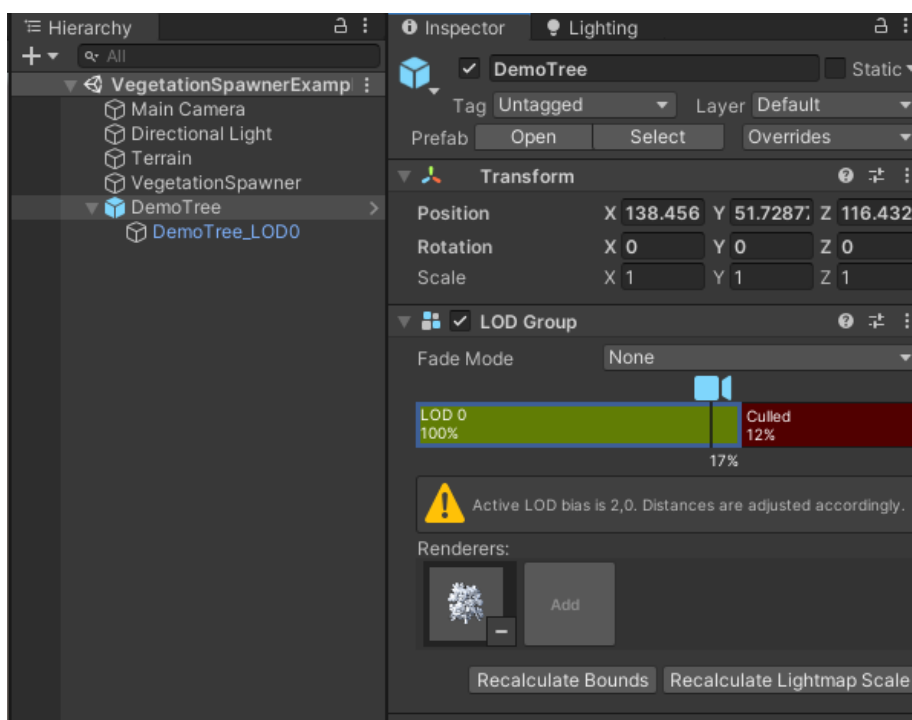 Hierarchy
All
VegetationSpawnerExamp
Main Camera
Directional Light
Terrain
VegetationSpawner
DemoTree
DemoTree_LOD0
Inspector Lighting
DemoTree Static
Tag Untagged Layer Default
Prefab Open Select Overrides
Transform
Position X 138.456 Y 51.7287 Z 116.432
Rotation X 0 Y 0 Z 0
Scale X 1 Y 1 Z 1
LOD Group
Fade Mode None
LOD 0 Culled
100% 12%
17%
Active LOD bias is 2,0. Distances are adjusted accordingly.
Renderers:
Add
Recalculate Bounds Recalculate Lightmap Scale